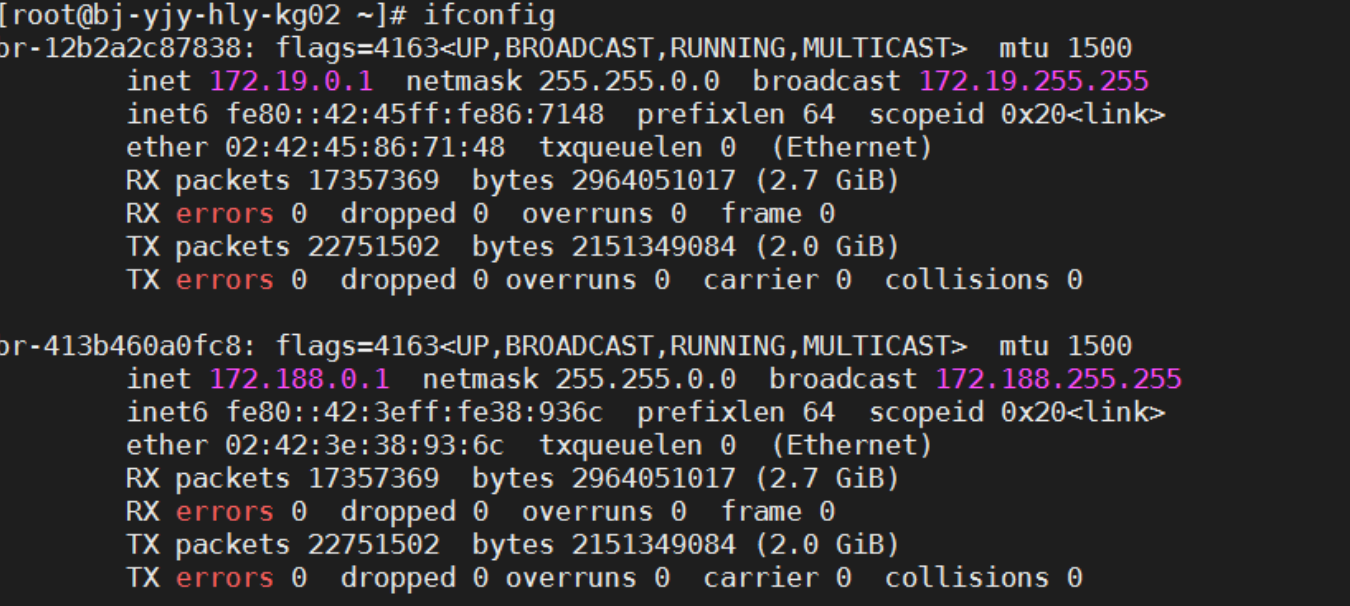 [root@bj-yjy-hly-kg02 ~]# ifconfig
br-12b2a2c87838: flags=4163<UP,BROADCAST,RUNNING,MULTICAST>  mtu 1500
        inet 172.19.0.1  netmask 255.255.0.0  broadcast 172.19.255.255
        inet6 fe80::42:45ff:fe86:7148  prefixlen 64  scopeid 0x20<link>
        ether 02:42:45:86:71:48  txqueuelen 0  (Ethernet)
        RX packets 17357369  bytes 2964051017 (2.7 GiB)
        RX errors 0  dropped 0  overruns 0  frame 0
        TX packets 22751502  bytes 2151349084 (2.0 GiB)
        TX errors 0  dropped 0 overruns 0  carrier 0  collisions 0

br-413b460a0fc8: flags=4163<UP,BROADCAST,RUNNING,MULTICAST>  mtu 1500
        inet 172.188.0.1  netmask 255.255.0.0  broadcast 172.188.255.255
        inet6 fe80::42:3eff:fe38:936c  prefixlen 64  scopeid 0x20<link>
        ether 02:42:3e:38:93:6c  txqueuelen 0  (Ethernet)
        RX packets 17357369  bytes 2964051017 (2.7 GiB)
        RX errors 0  dropped 0  overruns 0  frame 0
        TX packets 22751502  bytes 2151349084 (2.0 GiB)
        TX errors 0  dropped 0 overruns 0  carrier 0  collisions 0